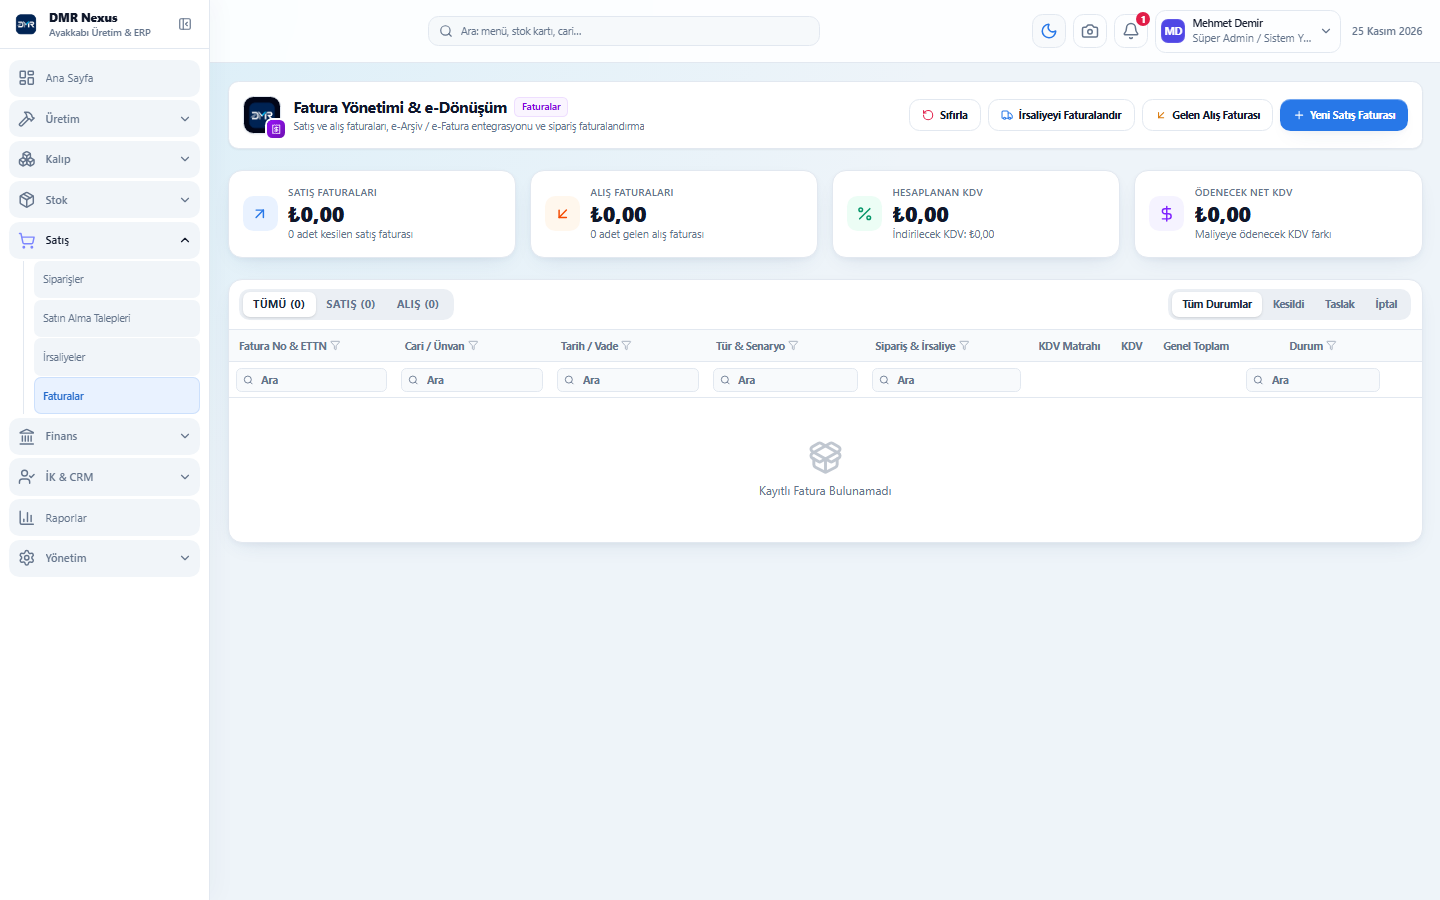 DMR Nexus
Ayakkabı Üretim & ERP
Ara: menü, stok kartı, cari...
1
MD
Mehmet Demir
Süper Admin / Sistem Y...
25 Kasım 2026
Ana Sayfa
Üretim
Kalıp
Stok
Satış
Siparişler
Satın Alma Talepleri
İrsaliyeler
Faturalar
Finans
İK & CRM
Raporlar
Yönetim
DMR
Fatura Yönetimi & e-Dönüşüm
Faturalar
Satış ve alış faturaları, e-Arşiv / e-Fatura entegrasyonu ve sipariş faturalandırma
Sıfırla
İrsaliyeyi Faturalandır
Gelen Alış Faturası
Yeni Satış Faturası
SATIŞ FATURALARI
₺0,00
0 adet kesilen satış faturası
ALIŞ FATURALARI
₺0,00
0 adet gelen alış faturası
HESAPLANAN KDV
₺0,00
İndirilecek KDV: ₺0,00
ÖDENECEK NET KDV
₺0,00
Maliyeye ödenecek KDV farkı
TÜMÜ (0) SATIŞ (0) ALIŞ (0)
Tüm Durumlar Kesildi Taslak İptal
Fatura No & ETTN Cari / Ünvan Tarih / Vade Tür & Senaryo Sipariş & İrsaliye KDV Matrahı KDV Genel Toplam Durum
Ara Ara Ara Ara Ara Ara
Kayıtlı Fatura Bulunamadı